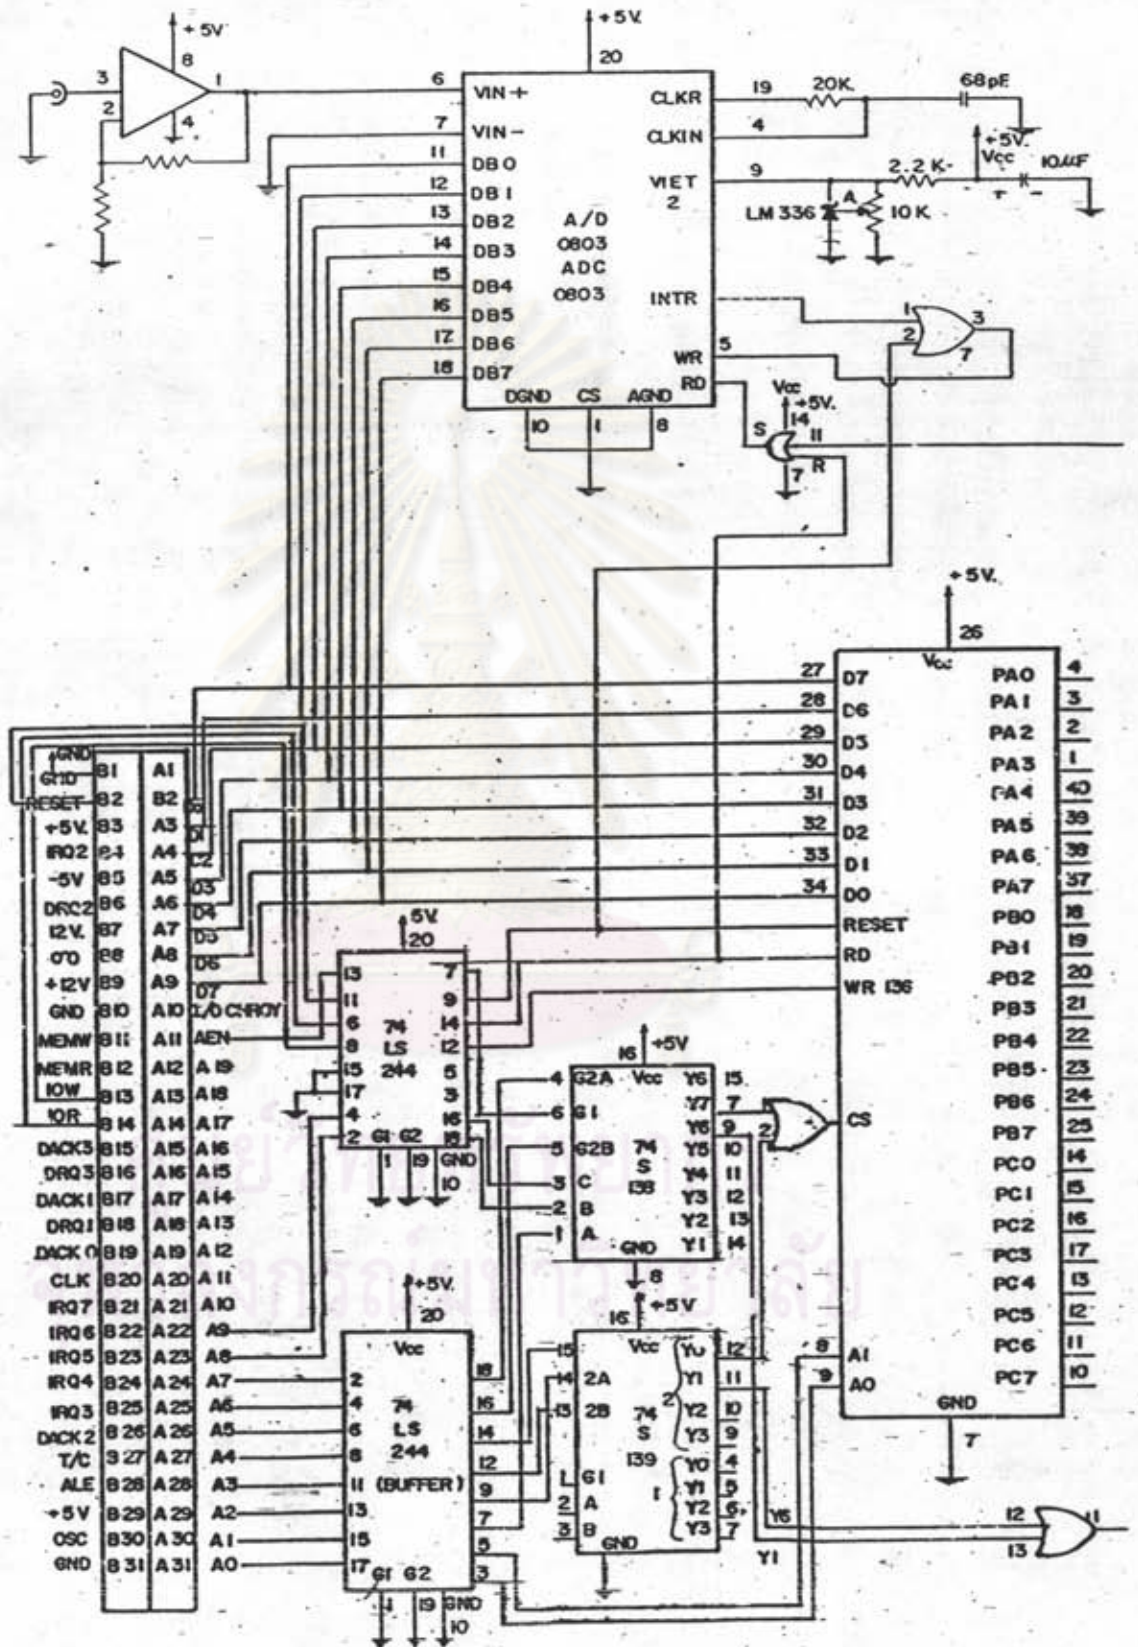 +5V
8
3
1
2
4
+5V.
20
6 VIN+
7 VIN-
11 DB0
12 DB1
13 DB2
14 DB3
15 DB4
16 DB5
17 DB6
18 DB7
A/D
0803
ADC
0803
CLKR 19 20K. 68pF
CLKIN 4
VIET 9
2
2.2 K-
+5V.
Vcc
10µF
+ -
LM 336
A
10 K
INTR
WR 5
RD
1
2
3
7
DGND CS AGND
10 1 8
Vcc
+5V.
14
S
11
R
7
+5V.
26
Vcc
27 D7
28 D6
29 D3
30 D4
31 D3
32 D2
33 D1
34 D0
RESET
RD
WR 136
CS
8 A1
9 A0
GND
7
PA0 4
PA1 3
PA2 2
PA3 1
PA4 40
PA5 39
PA6 38
PA7 37
PB0 18
PB1 19
PB2 20
PB3 21
PB4 22
PB5 23
PB6 24
PB7 25
PC0 14
PC1 15
PC2 16
PC3 17
PC4 13
PC5 12
PC6 11
PC7 10
GND
GND B1 A1
RESET B2 B2
+5V. B3 A3 D1
IRQ2 B4 A4 D2
-5V B5 A5 D3
DRC2 B6 A6 D4
12V. B7 A7 D5
B8 A8 D6
+12V B9 A9 D7
GND B10 A10 I/O CHRDY
MEMW B11 A11 AEN
MEMR B12 A12 A19
IOW B13 A13 A18
IOR B14 A14 A17
DACK3 B15 A15 A16
DRQ3 B16 A16 A15
DACK1 B17 A17 A14
DRQ1 B18 A18 A13
DACK0 B19 A19 A12
CLK B20 A20 A11
IRQ7 B21 A21 A10
IRQ6 B22 A22 A9
IRQ5 B23 A23 A8
IRQ4 B24 A24 A7
IRQ3 B25 A25 A6
DACK2 B26 A26 A5
T/C B27 A27 A4
ALE B28 A28 A3
+5V B29 A29 A2
OSC B30 A30 A1
GND B31 A31 A0
5V.
20
13 7
11 9
6 14
8 12
15 5
17 3
4 16
2 18
74
LS
244
G1 G2 GND
1 19 10
+5V
16 Vcc
4 G2A
6 G1
5 G2B
3 C
2 B
1 A
74
S
138
Y6 15
Y7 7
Y6 9
Y5 10
Y4 11
Y3 12
Y2 13
Y1 14
GND
8
2
+5V.
20
Vcc
2 18
4 16
6 14
8 12
11 9
13 7
15 5
17 3
74
LS
244
(BUFFER)
G1 G2 GND
1 19 10
+5V
16
Vcc
15
14 2A
13 2B
74
S
139
1 G1
2 A
3 B
GND
2
Y0 12
Y1 11
Y2 10
Y3 9
1
Y0 4
Y1 5
Y2 6
Y3 7
Y6
Y1
12
13
11